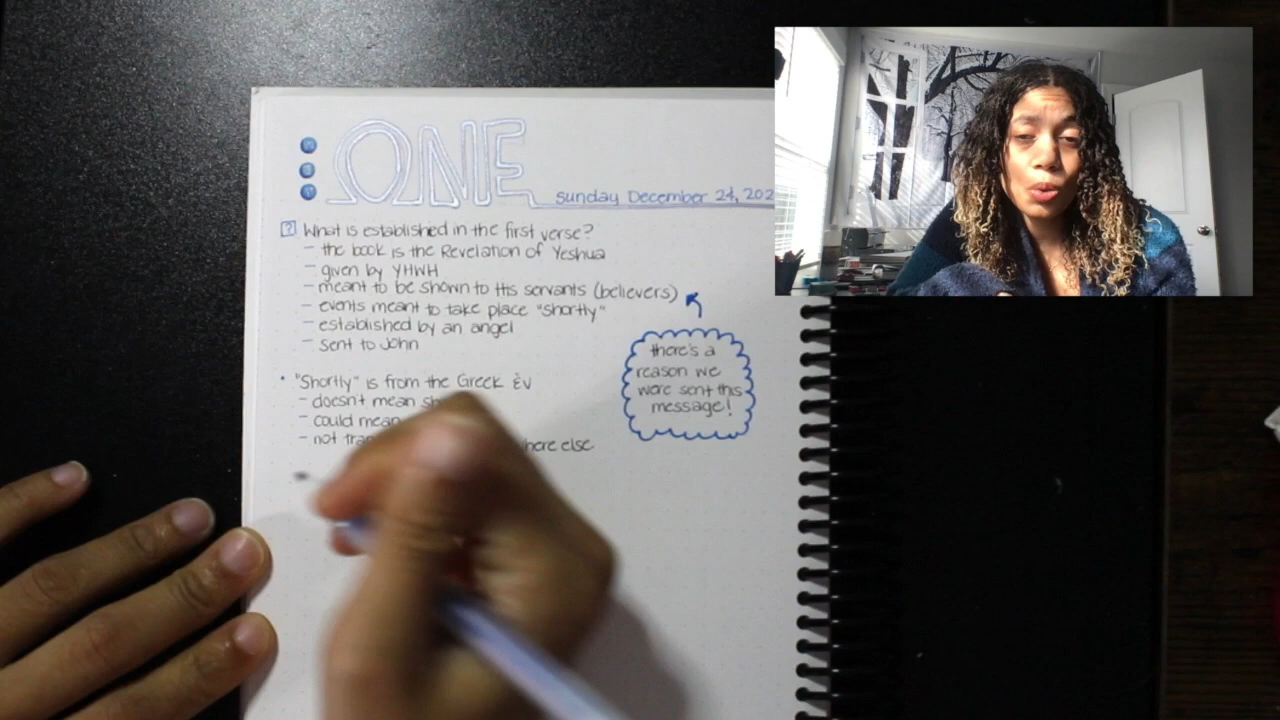 ONE
sunday December 24, 202
? What is established in the first verse?
- the book is the Revelation of Yeshua
- given by YHWH
- meant to be shown to His servants (believers)
- events meant to take place "shortly"
- established by an angel
- sent to John
there's a
reason we
were sent this
message!
• "Shortly" is from the Greek ἐν
- doesn't mean
- could mean
- not else